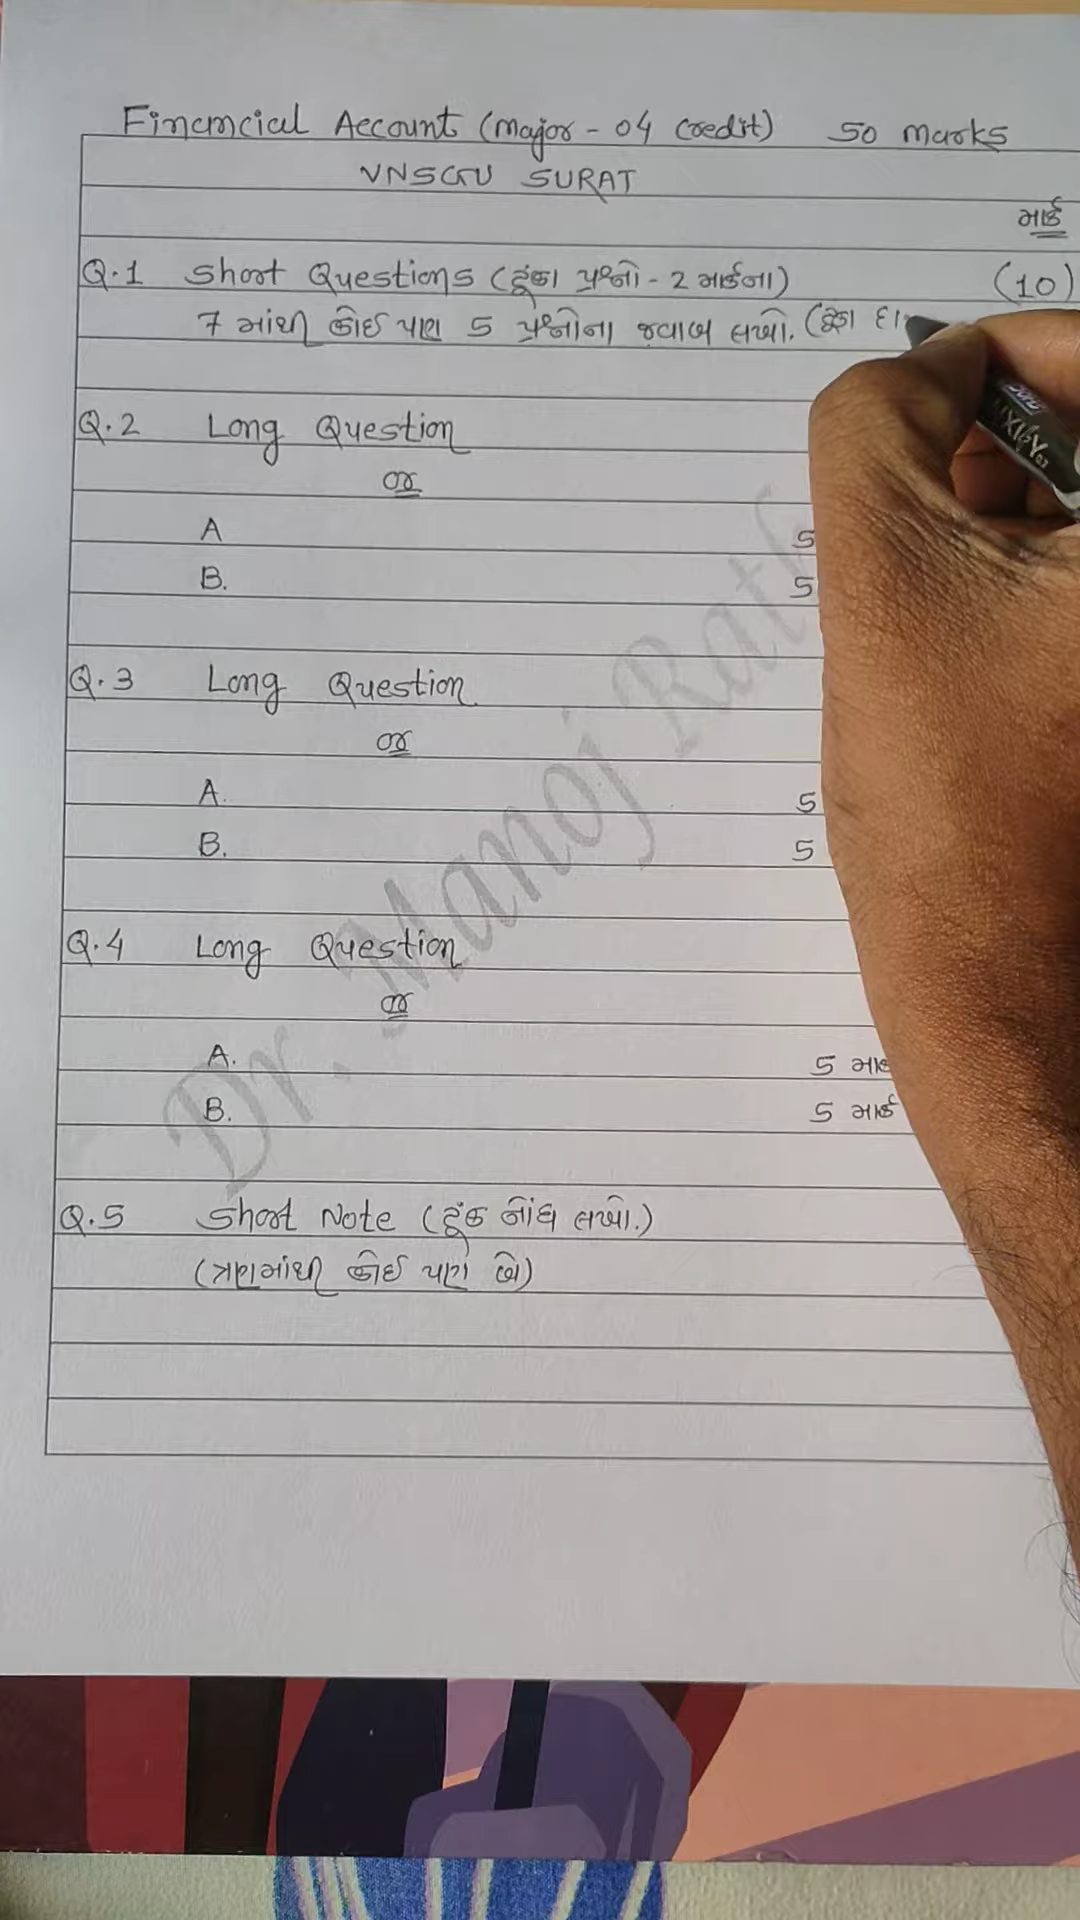 Financial Account (Major - 04 Credit) 50 Marks
VNSGU SURAT
માર્ક
Q.1 Short Questions (ટૂંકા પ્રશ્નો - 2 માર્કના) (10)
7 માંથી કોઈ પણ 5 પ્રશ્નોના જવાબ લખો. (ટૂંકા દા
Q.2 Long Question
OR
A 5
B. 5
Q.3 Long Question
OR
A. 5
B. 5
Q.4 Long Question
OR
A. 5 માર્ક
B. 5 માર્ક
Q.5 Short Note (ટૂંક નોંધ લખો.)
(ત્રણમાંથી કોઈ પણ બે)
Dr. Manoj